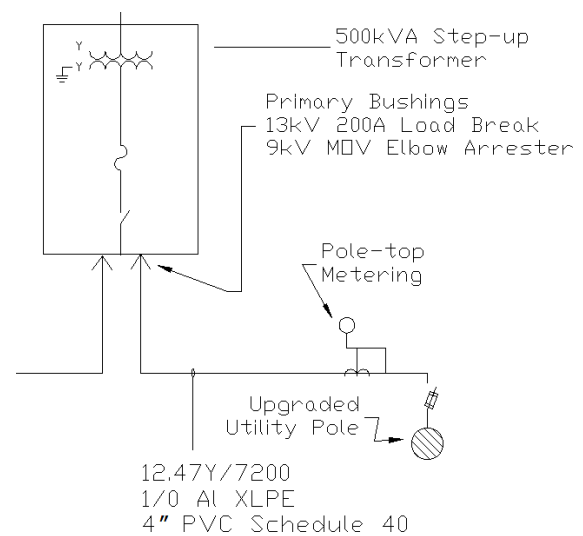 500kVA Step-up
Transformer
Y
Y
Primary Bushings
13kV 200A Load Break
9kV MOV Elbow Arrester
Pole-top
Metering
Upgraded
Utility Pole
12.47Y/7200
1/0 Al XLPE
4" PVC Schedule 40